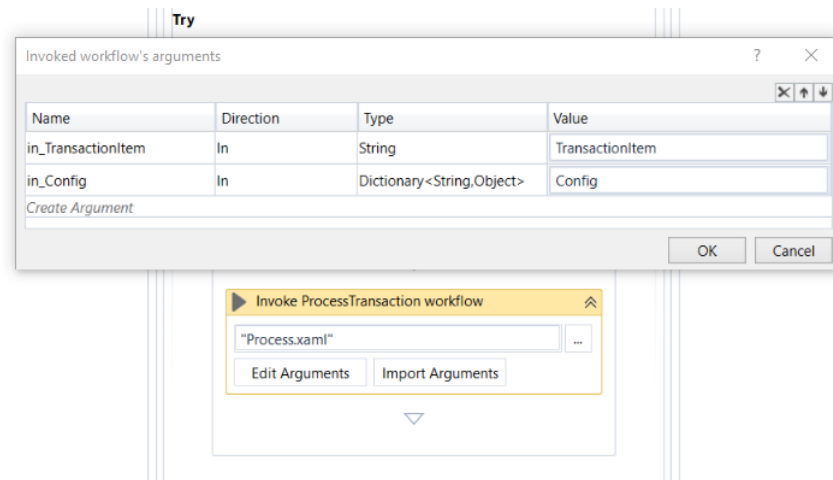 Try
Invoked workflow's arguments ?
Name Direction Type Value
in_TransactionItem In String TransactionItem
in_Config In Dictionary<String,Object> Config
Create Argument
OK Cancel
Invoke ProcessTransaction workflow
"Process.xaml" ...
Edit Arguments Import Arguments